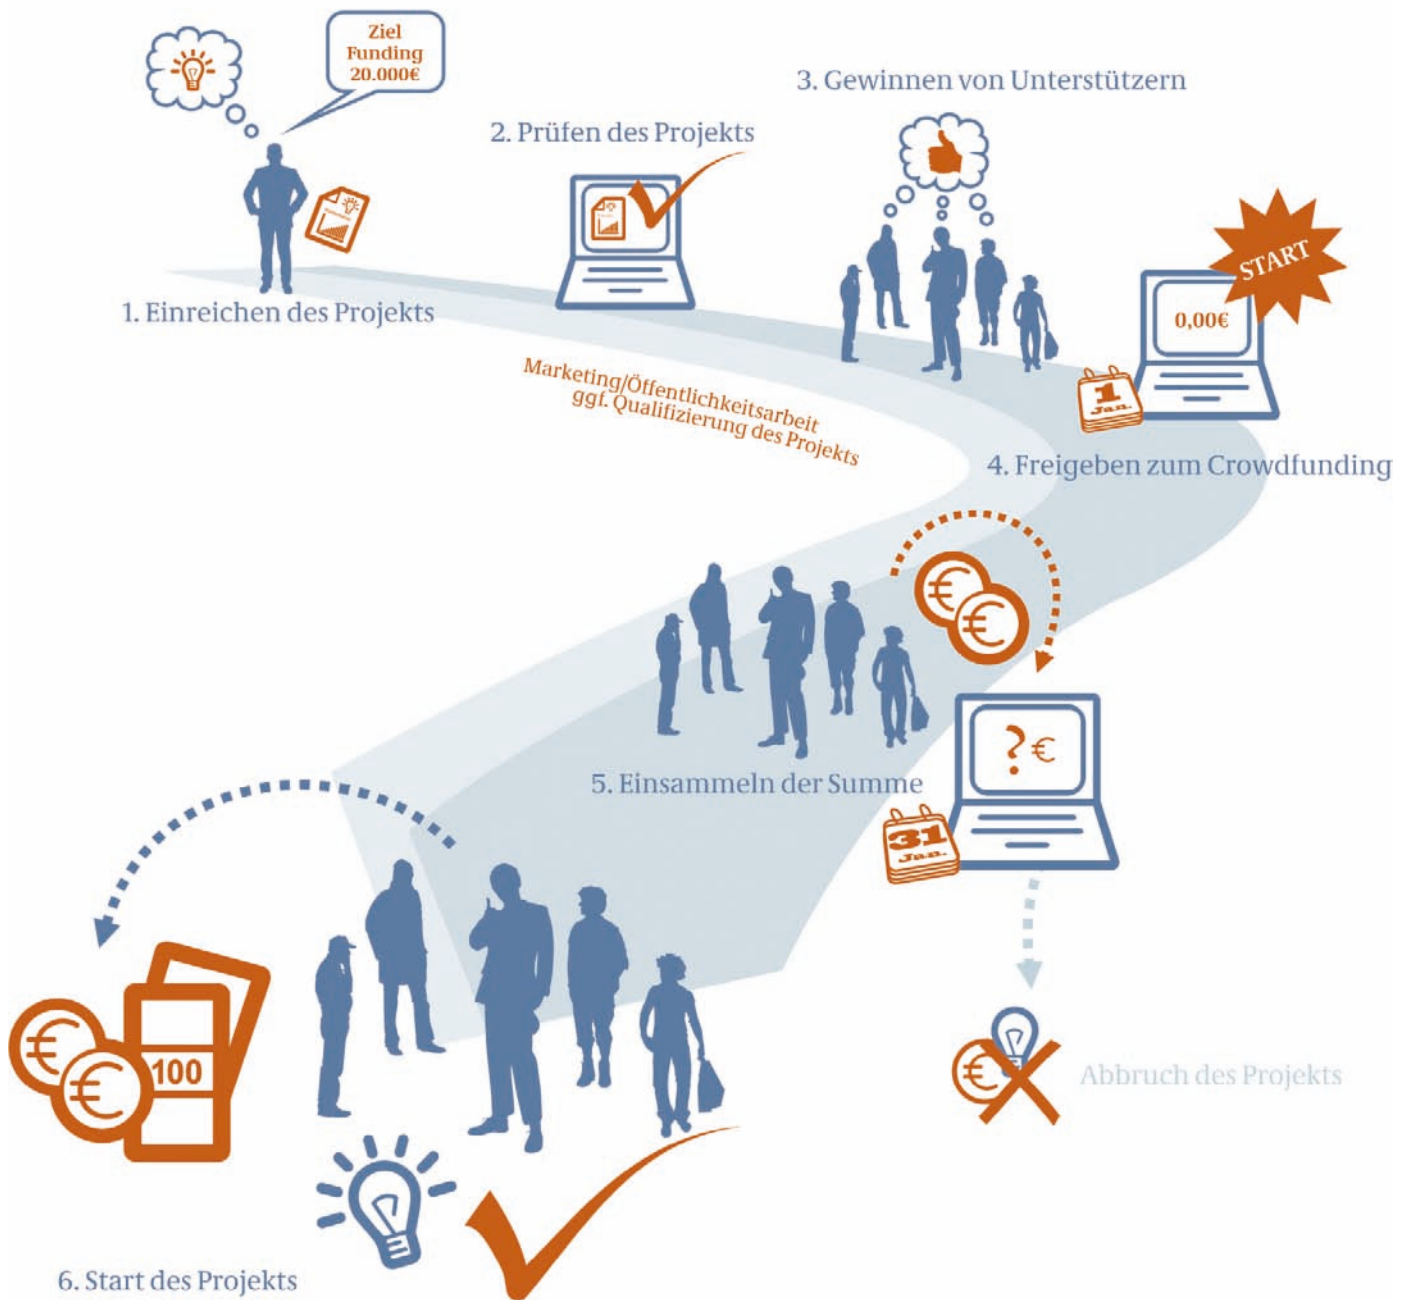 Ziel
Funding
20.000€
1. Einreichen des Projekts
2. Prüfen des Projekts
3. Gewinnen von Unterstützern
START
0,00€
1
Jan.
4. Freigeben zum Crowdfunding
Marketing/Öffentlichkeitsarbeit
ggf. Qualifizierung des Projekts
€
€
? €
31
Jan.
5. Einsammeln der Summe
€
Abbruch des Projekts
€
€
100
6. Start des Projekts